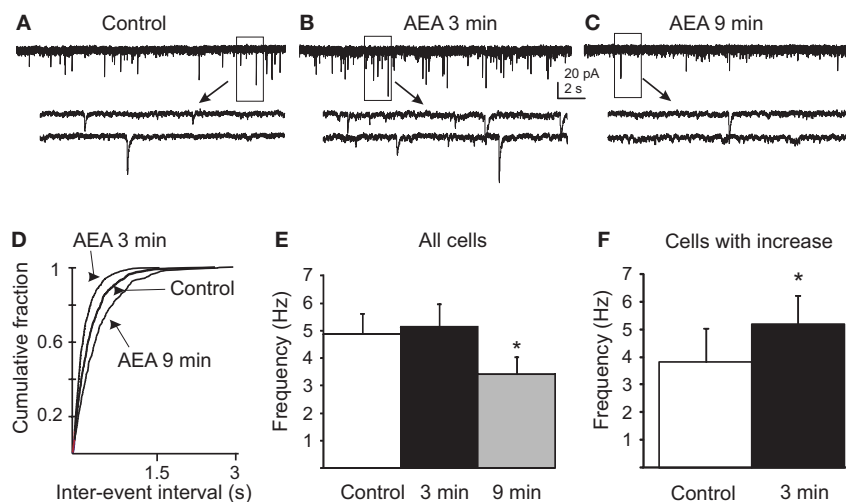 A Control
B AEA 3 min
C AEA 9 min
20 pA
2 s
D
AEA 3 min
Control
AEA 9 min
Cumulative fraction
1
0.6
0.2
1.5 3
Inter-event interval (s)
E All cells
Frequency (Hz)
7
6
5
4
3
2
1
*
Control 3 min 9 min
F Cells with increase
Frequency (Hz)
7
6
5
4
3
2
1
*
Control 3 min